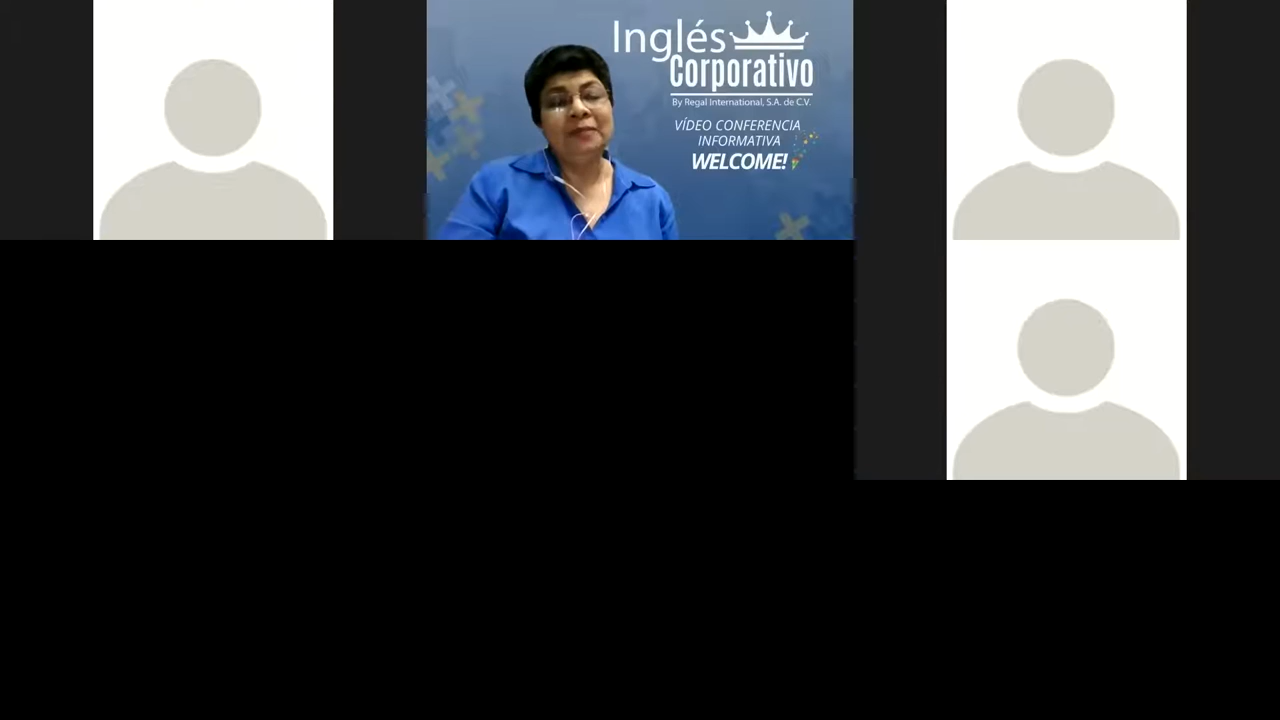 Inglés
Corporativo
By Regal International, S.A. de C.V.
VÍDEO CONFERENCIA
INFORMATIVA
WELCOME!